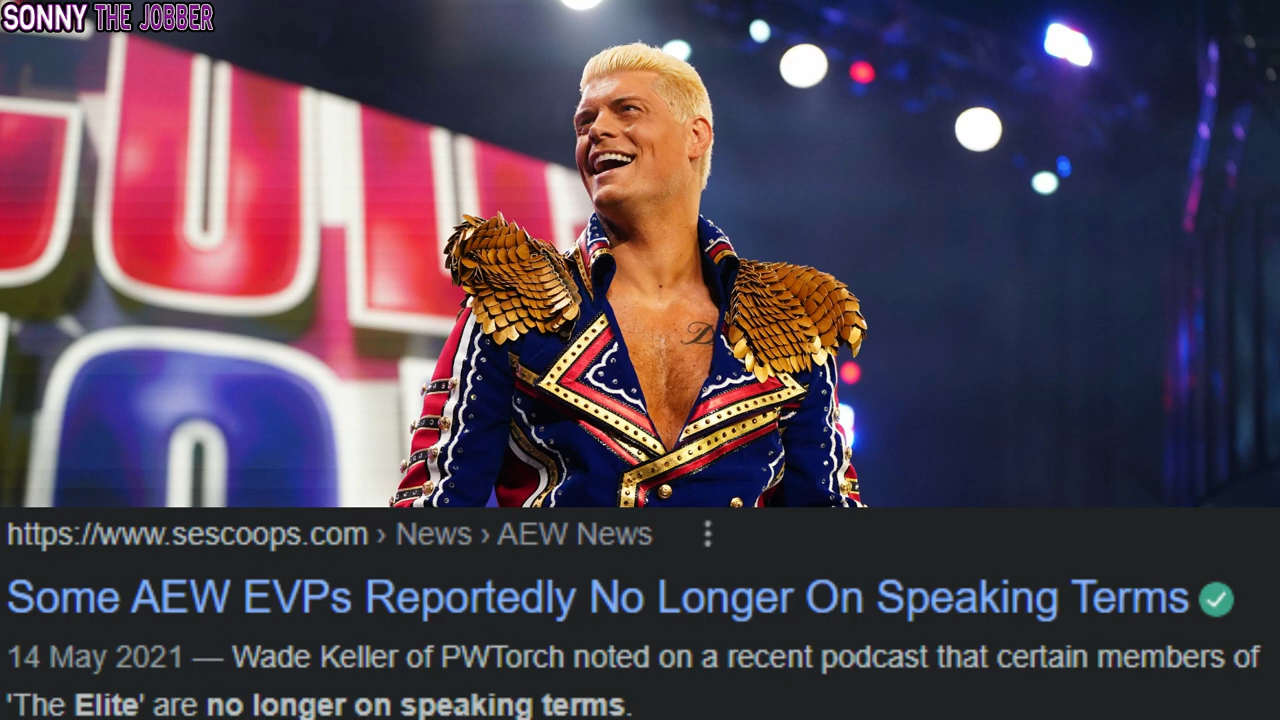 SONNY THE JOBBER
https://www.sescoops.com › News › AEW News
Some AEW EVPs Reportedly No Longer On Speaking Terms
14 May 2021 — Wade Keller of PWTorch noted on a recent podcast that certain members of
'The Elite' are no longer on speaking terms.